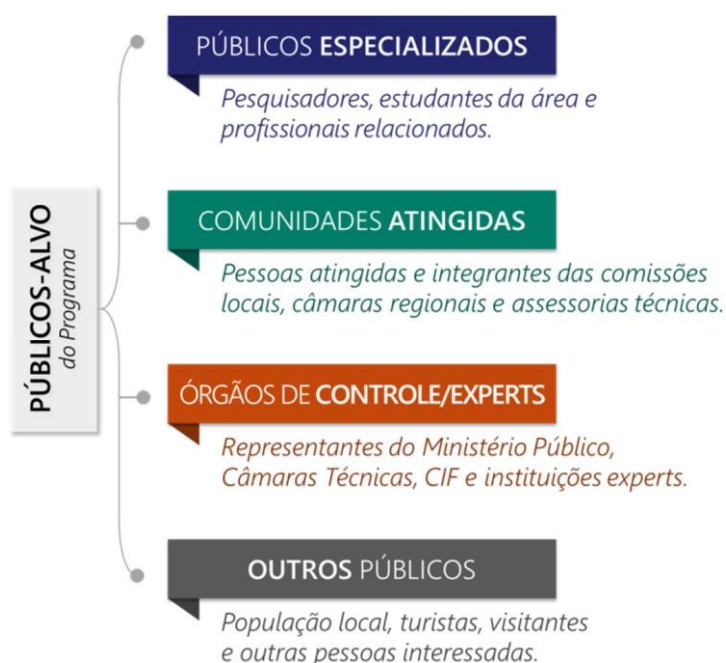 PÚBLICOS-ALVO
do Programa
PÚBLICOS ESPECIALIZADOS
Pesquisadores, estudantes da área e
profissionais relacionados.
COMUNIDADES ATINGIDAS
Pessoas atingidas e integrantes das comissões
locais, câmaras regionais e assessorias técnicas.
ÓRGÃOS DE CONTROLE/EXPERTS
Representantes do Ministério Público,
Câmaras Técnicas, CIF e instituições experts.
OUTROS PÚBLICOS
População local, turistas, visitantes
e outras pessoas interessadas.